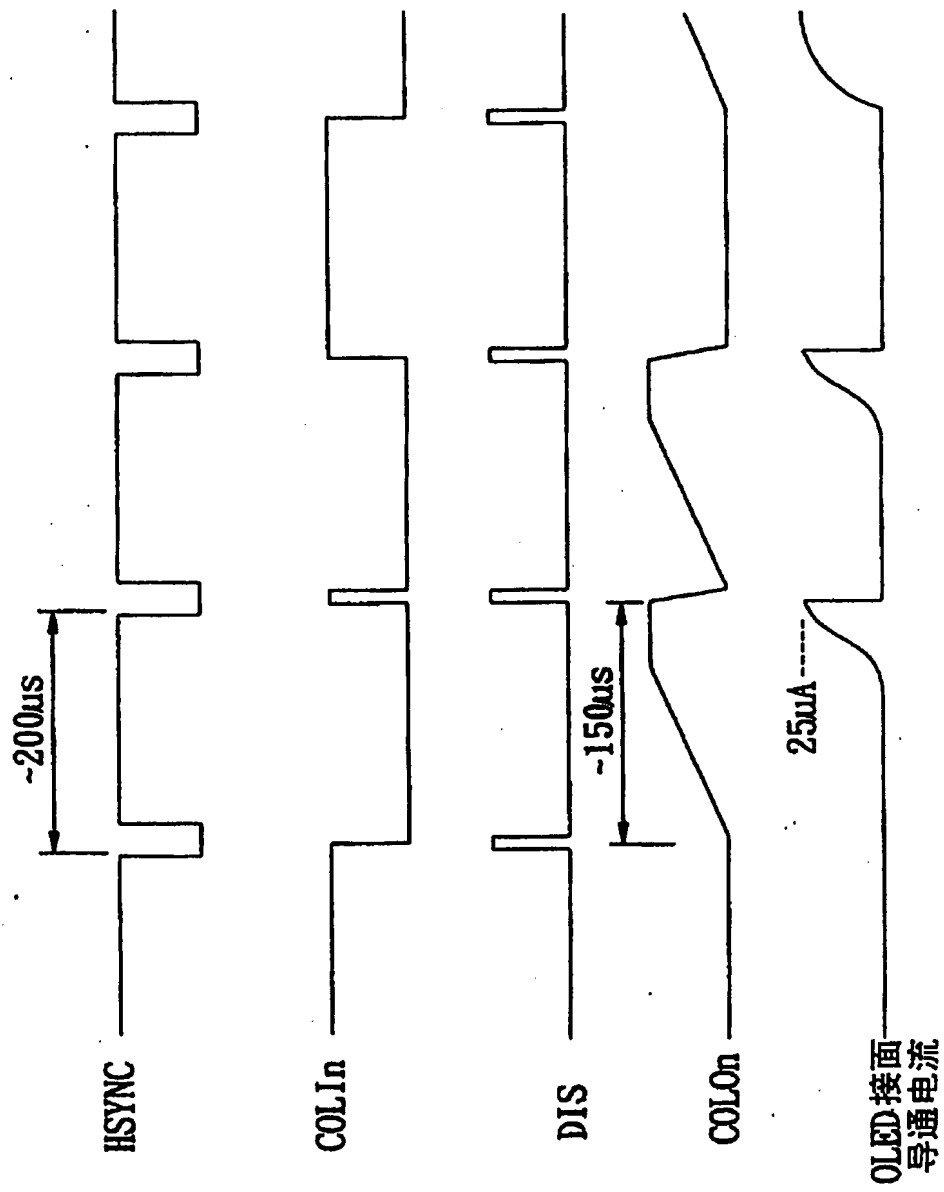 HSYNC
~200us
COLIn
DIS
~150us
COLOn
25uA
OLED接面
导通电流